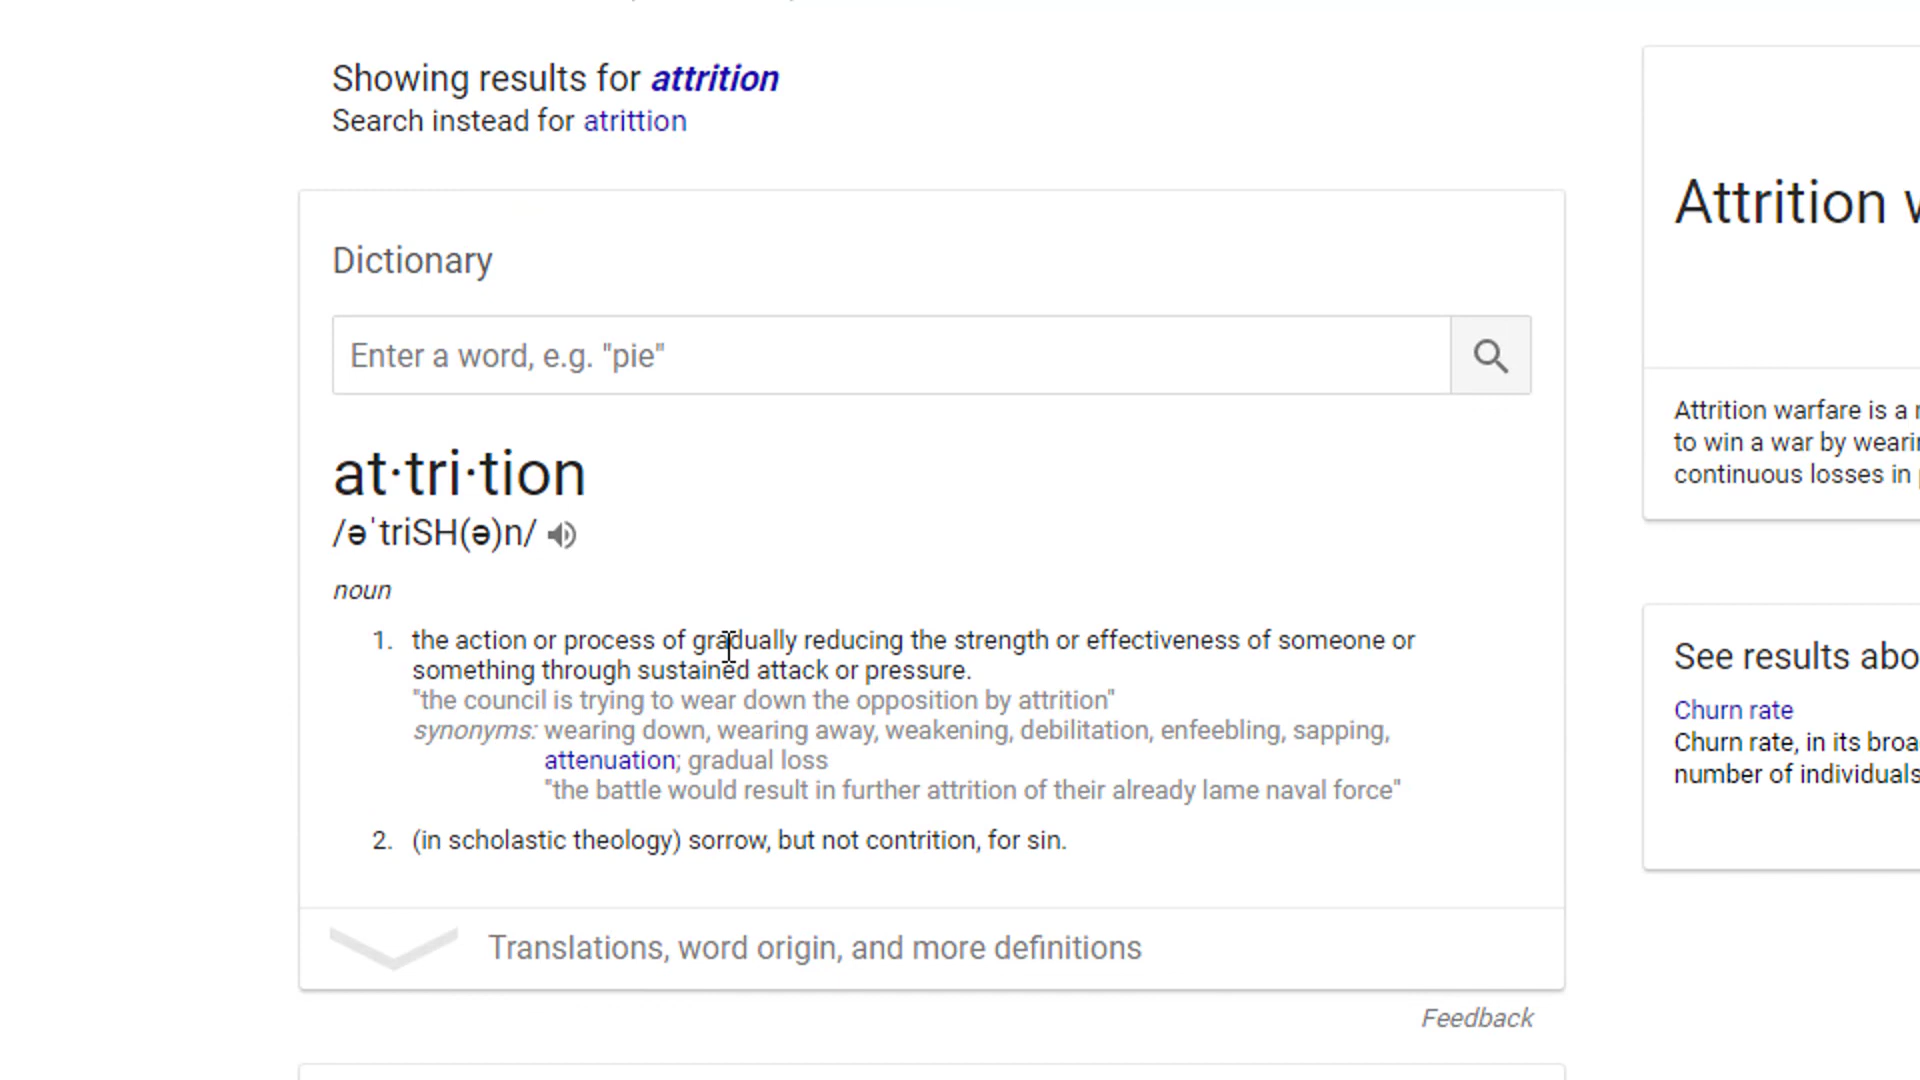 Showing results for attrition
Search instead for atrittion
Dictionary
Enter a word, e.g. "pie"
at·tri·tion
/əˈtriSH(ə)n/
noun
1. the action or process of gradually reducing the strength or effectiveness of someone or
something through sustained attack or pressure.
"the council is trying to wear down the opposition by attrition"
synonyms: wearing down, wearing away, weakening, debilitation, enfeebling, sapping,
attenuation; gradual loss
"the battle would result in further attrition of their already lame naval force"
2. (in scholastic theology) sorrow, but not contrition, for sin.
Translations, word origin, and more definitions
Feedback
Attrition
Attrition warfare is a
to win a war by
continuous losses in
See results
Churn rate
Churn rate, in its
number of individuals